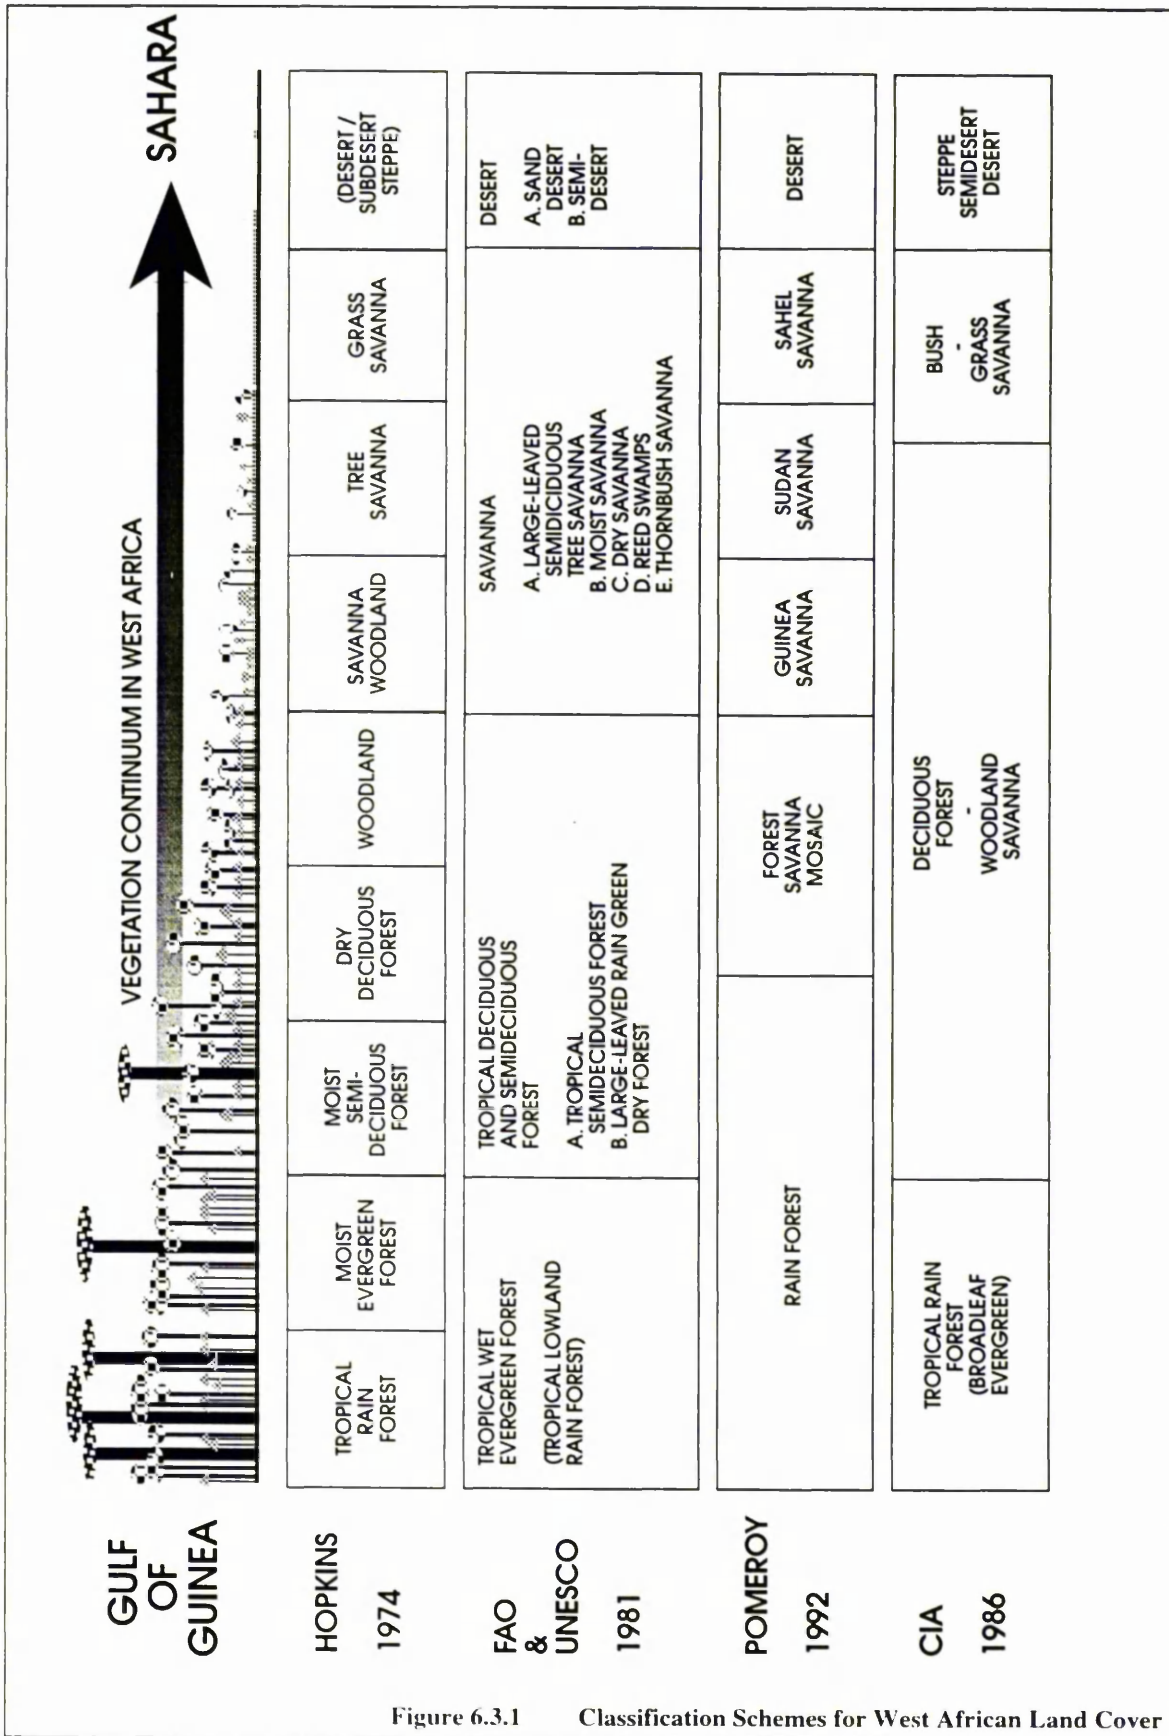 VEGETATION CONTINUUM IN WEST AFRICA
GULF
OF
GUINEA
SAHARA
HOPKINS
1974
TROPICAL
RAIN
FOREST
MOIST
EVERGREEN
FOREST
MOIST
SEMI-
DECIDUOUS
FOREST
DRY
DECIDUOUS
FOREST
WOODLAND
SAVANNA
WOODLAND
TREE
SAVANNA
GRASS
SAVANNA
(DESERT /
SUBDESERT
STEPPE)
FAO
&
UNESCO
1981
TROPICAL WET
EVERGREEN FOREST
(TROPICAL LOWLAND
RAIN FOREST)
TROPICAL DECIDUOUS
AND SEMIDECIDUOUS
FOREST
A. TROPICAL
SEMIDECIDUOUS FOREST
B. LARGE-LEAVED RAIN GREEN
DRY FOREST
SAVANNA
A. LARGE-LEAVED
SEMIDICIDUOUS
TREE SAVANNA
B. MOIST SAVANNA
C. DRY SAVANNA
D. REED SWAMPS
E. THORNBUSH SAVANNA
DESERT
A. SAND
DESERT
B. SEMI-
DESERT
POMEROY
1992
RAIN FOREST
FOREST
SAVANNA
MOSAIC
GUINEA
SAVANNA
SUDAN
SAVANNA
SAHEL
SAVANNA
DESERT
CIA
1986
TROPICAL RAIN
FOREST
(BROADLEAF
EVERGREEN)
DECIDUOUS
FOREST
-
WOODLAND
SAVANNA
BUSH
-
GRASS
SAVANNA
STEPPE
SEMIDESERT
DESERT
Figure 6.3.1 Classification Schemes for West African Land Cover